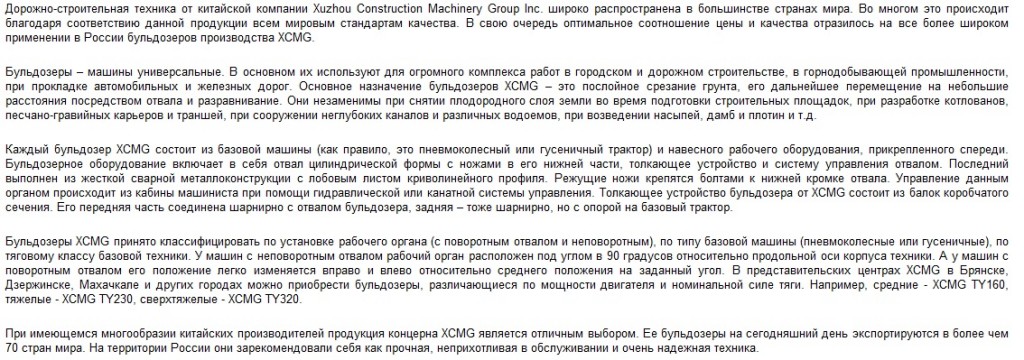 Дорожно-строительная техника от китайской компании Xuzhou Construction Machinery Group Inc. широко распространена в большинстве странах мира. Во многом это происходит
благодаря соответствию данной продукции всем мировым стандартам качества. В свою очередь оптимальное соотношение цены и качества отразилось на все более широком
применении в России бульдозеров производства XCMG.
Бульдозеры – машины универсальные. В основном их используют для огромного комплекса работ в городском и дорожном строительстве, в горнодобывающей промышленности,
при прокладке автомобильных и железных дорог. Основное назначение бульдозеров XCMG – это послойное срезание грунта, его дальнейшее перемещение на небольшие
расстояния посредством отвала и разравнивание. Они незаменимы при снятии плодородного слоя земли во время подготовки строительных площадок, при разработке котлованов,
песчано-гравийных карьеров и траншей, при сооружении неглубоких каналов и различных водоемов, при возведении насыпей, дамб и плотин и т.д.
Каждый бульдозер XCMG состоит из базовой машины (как правило, это пневмоколесный или гусеничный трактор) и навесного рабочего оборудования, прикрепленного спереди.
Бульдозерное оборудование включает в себя отвал цилиндрической формы с ножами в его нижней части, толкающее устройство и систему управления отвалом. Последний
выполнен из жесткой сварной металлоконструкции с лобовым листом криволинейного профиля. Режущие ножи крепятся болтами к нижней кромке отвала. Управление данным
органом происходит из кабины машиниста при помощи гидравлической или канатной системы управления. Толкающее устройство бульдозера от XCMG состоит из балок коробчатого
сечения. Его передняя часть соединена шарнирно с отвалом бульдозера, задняя – тоже шарнирно, но с опорой на базовый трактор.
Бульдозеры XCMG принято классифицировать по установке рабочего органа (с поворотным отвалом и неповоротным), по типу базовой машины (пневмоколесные или гусеничные), по
тяговому классу базовой техники. У машин с неповоротным отвалом рабочий орган расположен под углом в 90 градусов относительно продольной оси корпуса техники. А у машин с
поворотным отвалом его положение легко изменяется вправо и влево относительно среднего положения на заданный угол. В представительских центрах XCMG в Брянске,
Дзержинске, Махачкале и других городах можно приобрести бульдозеры, различающиеся по мощности двигателя и номинальной силе тяги. Например, средние - XCMG TY160,
тяжелые - XCMG TY230, сверхтяжелые - XCMG TY320.
При имеющемся многообразии китайских производителей продукция концерна XCMG является отличным выбором. Ее бульдозеры на сегодняшний день экспортируются в более чем
70 стран мира. На территории России они зарекомендовали себя как прочная, неприхотливая в обслуживании и очень надежная техника.